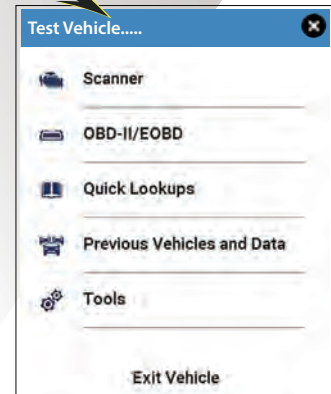 Test Vehicle.....
Scanner
OBD-II/EOBD
Quick Lookups
Previous Vehicles and Data
Tools
Exit Vehicle